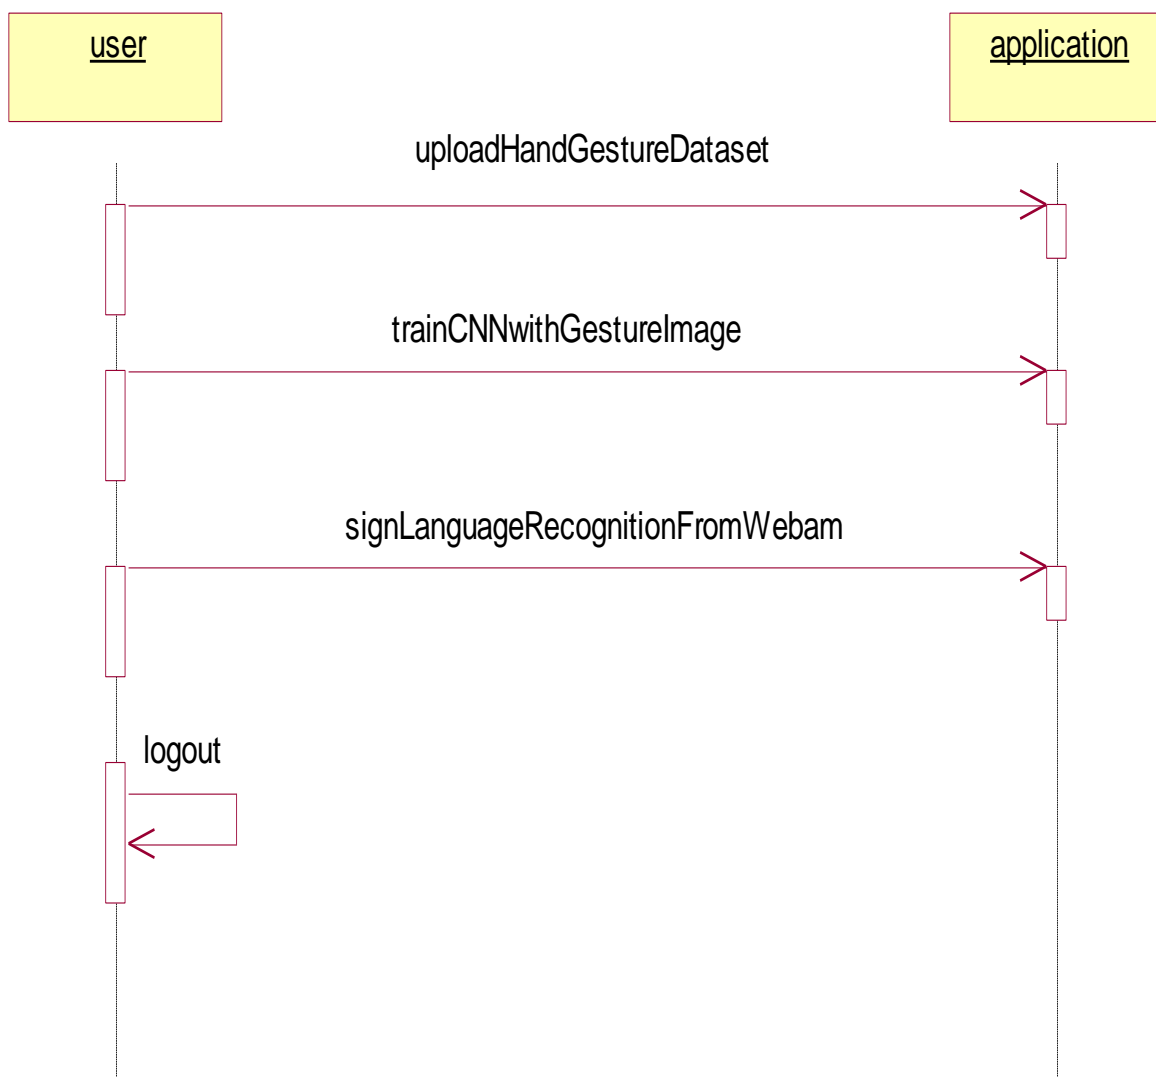 user
application
uploadHandGestureDataset
trainCNNwithGestureImage
signLanguageRecognitionFromWebam
logout